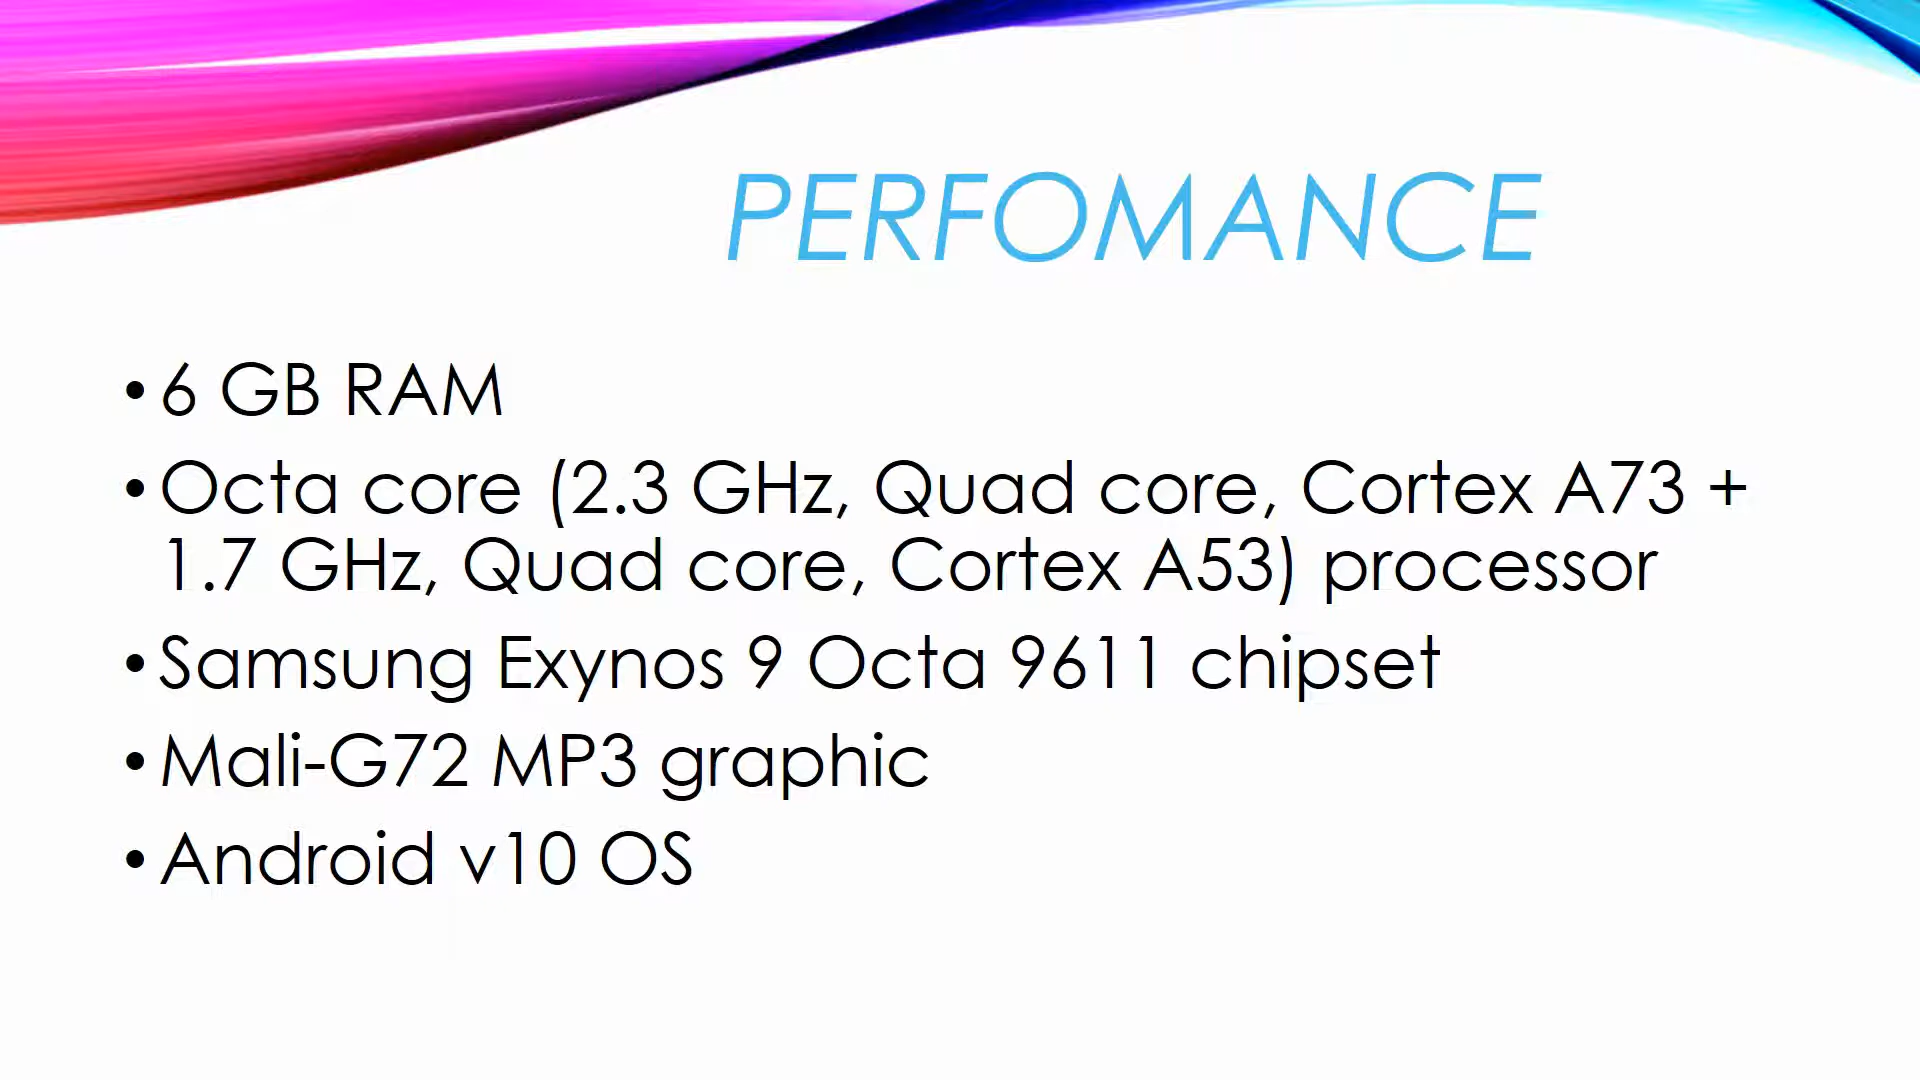 PERFOMANCE
• 6 GB RAM
• Octa core (2.3 GHz, Quad core, Cortex A73 +
1.7 GHz, Quad core, Cortex A53) processor
• Samsung Exynos 9 Octa 9611 chipset
• Mali-G72 MP3 graphic
• Android v10 OS